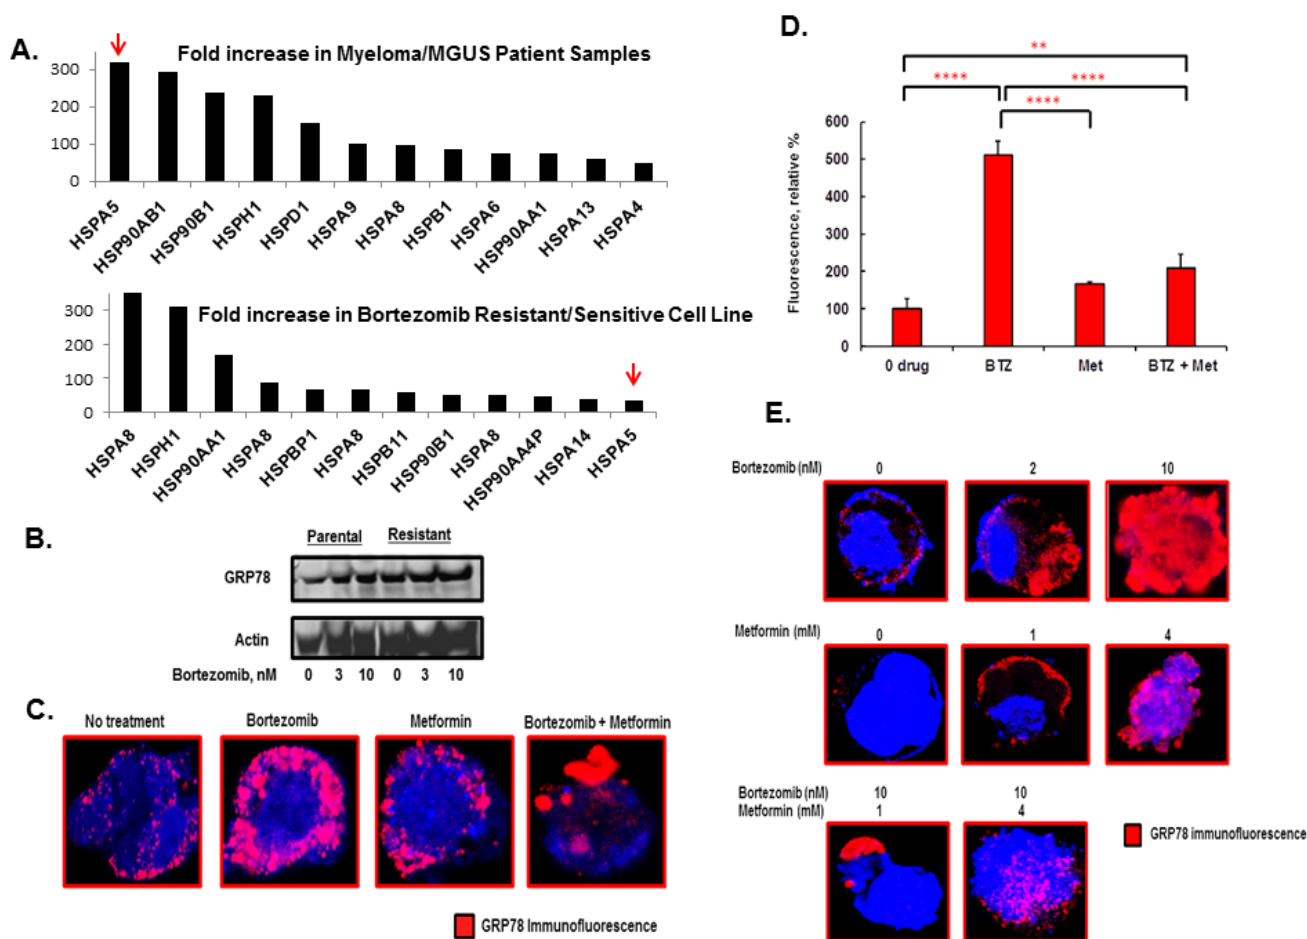 A.
Fold increase in Myeloma/MGUS Patient Samples
300
200
100
0
HSPA5
HSP90AB1
HSP90B1
HSPH1
HSPD1
HSPA9
HSPA8
HSPB1
HSPA6
HSP90AA1
HSPA13
HSPA4
Fold increase in Bortezomib Resistant/Sensitive Cell Line
300
200
100
0
HSPA8
HSPH1
HSP90AA1
HSPA8
HSPBP1
HSPA8
HSPB11
HSP90B1
HSPA8
HSP90AA4P
HSPA14
HSPA5
B.
Parental Resistant
GRP78
Actin
Bortezomib, nM 0 3 10 0 3 10
C.
No treatment Bortezomib Metformin Bortezomib + Metformin
GRP78 Immunofluorescence
D.
**
**** ****
****
Fluorescence, relative %
600
500
400
300
200
100
0
0 drug BTZ Met BTZ + Met
E.
Bortezomib (nM) 0 2 10
Metformin (mM) 0 1 4
Bortezomib (nM) 10 10
Metformin (mM) 1 4
GRP78 immunofluorescence